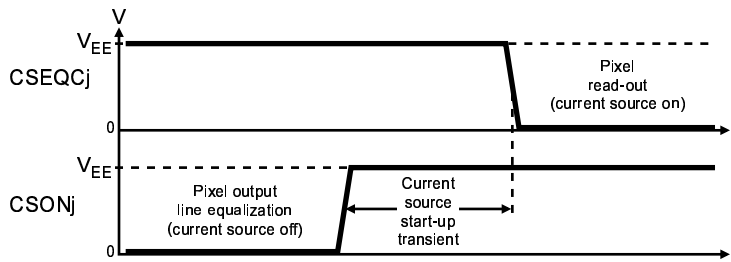 V
VEE
CSEQCj
Pixel
read-out
(current source on)
0
VEE
CSONj
Pixel output
line equalization
(current source off)
Current
source
start-up
transient
0